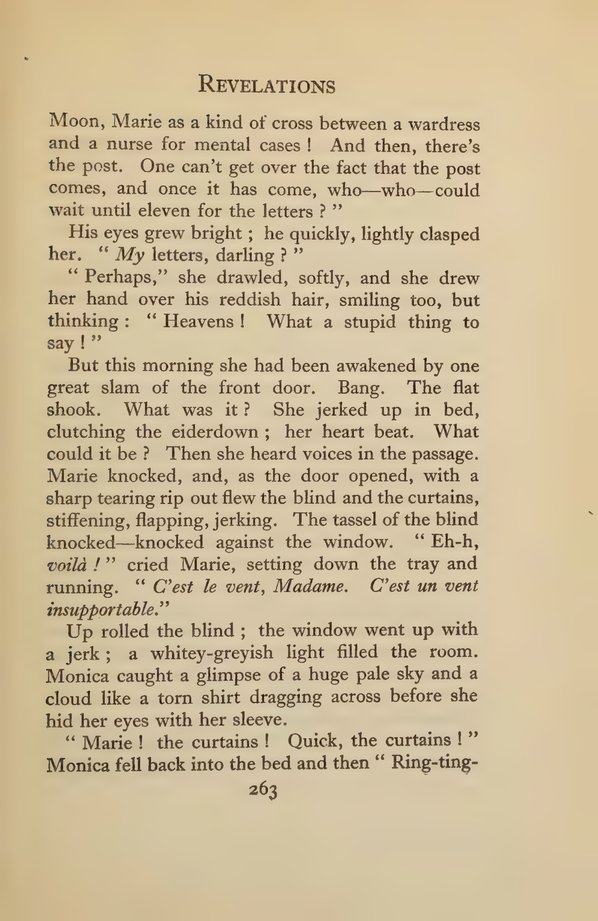 REVELATIONS
Moon, Marie as a kind of cross between a wardress
and a nurse for mental cases ! And then, there's
the post. One can't get over the fact that the post
comes, and once it has come, who—who—could
wait until eleven for the letters ? "
His eyes grew bright ; he quickly, lightly clasped
her. " My letters, darling ? "
" Perhaps," she drawled, softly, and she drew
her hand over his reddish hair, smiling too, but
thinking : " Heavens ! What a stupid thing to
say ! "
But this morning she had been awakened by one
great slam of the front door. Bang. The flat
shook. What was it ? She jerked up in bed,
clutching the eiderdown ; her heart beat. What
could it be ? Then she heard voices in the passage.
Marie knocked, and, as the door opened, with a
sharp tearing rip out flew the blind and the curtains,
stiffening, flapping, jerking. The tassel of the blind
knocked—knocked against the window. " Eh-h,
voilà ! " cried Marie, setting down the tray and
running. " C'est le vent, Madame. C'est un vent
insupportable."
Up rolled the blind ; the window went up with
a jerk ; a whitey-greyish light filled the room.
Monica caught a glimpse of a huge pale sky and a
cloud like a torn shirt dragging across before she
hid her eyes with her sleeve.
" Marie ! the curtains ! Quick, the curtains ! "
Monica fell back into the bed and then " Ring-ting-
263